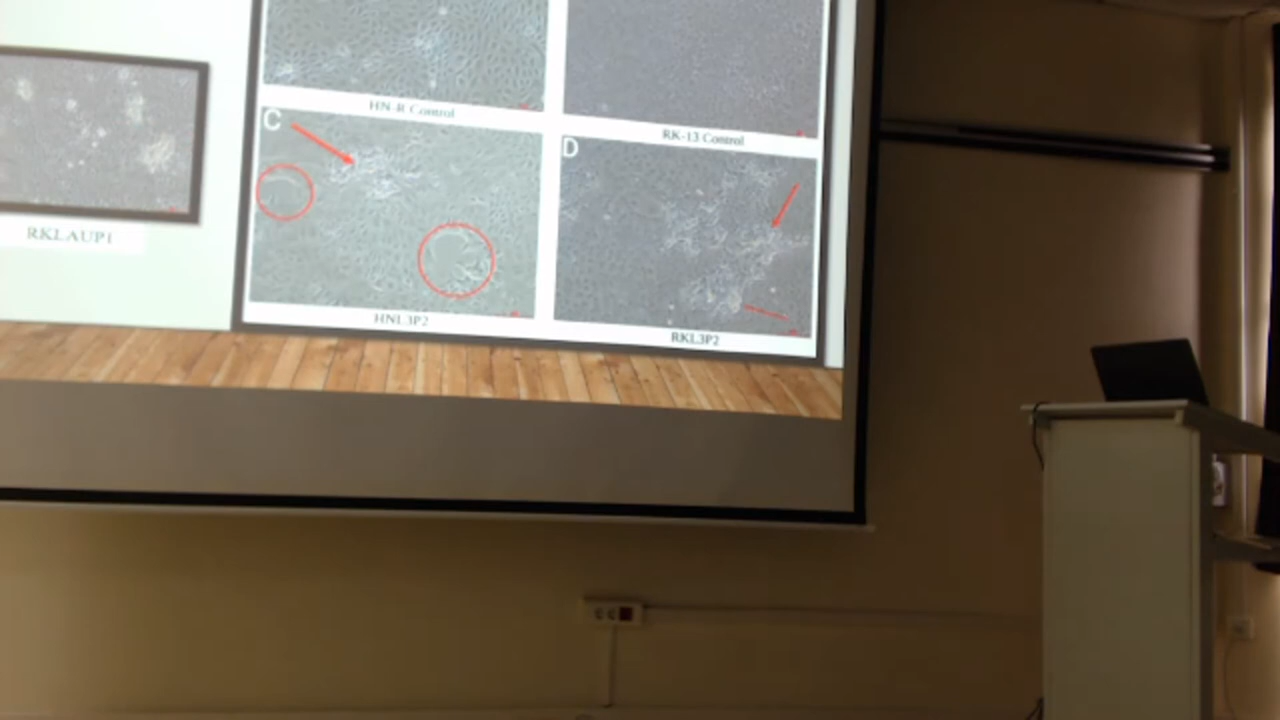 HN-R Control
RK-13 Control
C
D
RKLAUP1
HNL3P2
RKL3P2